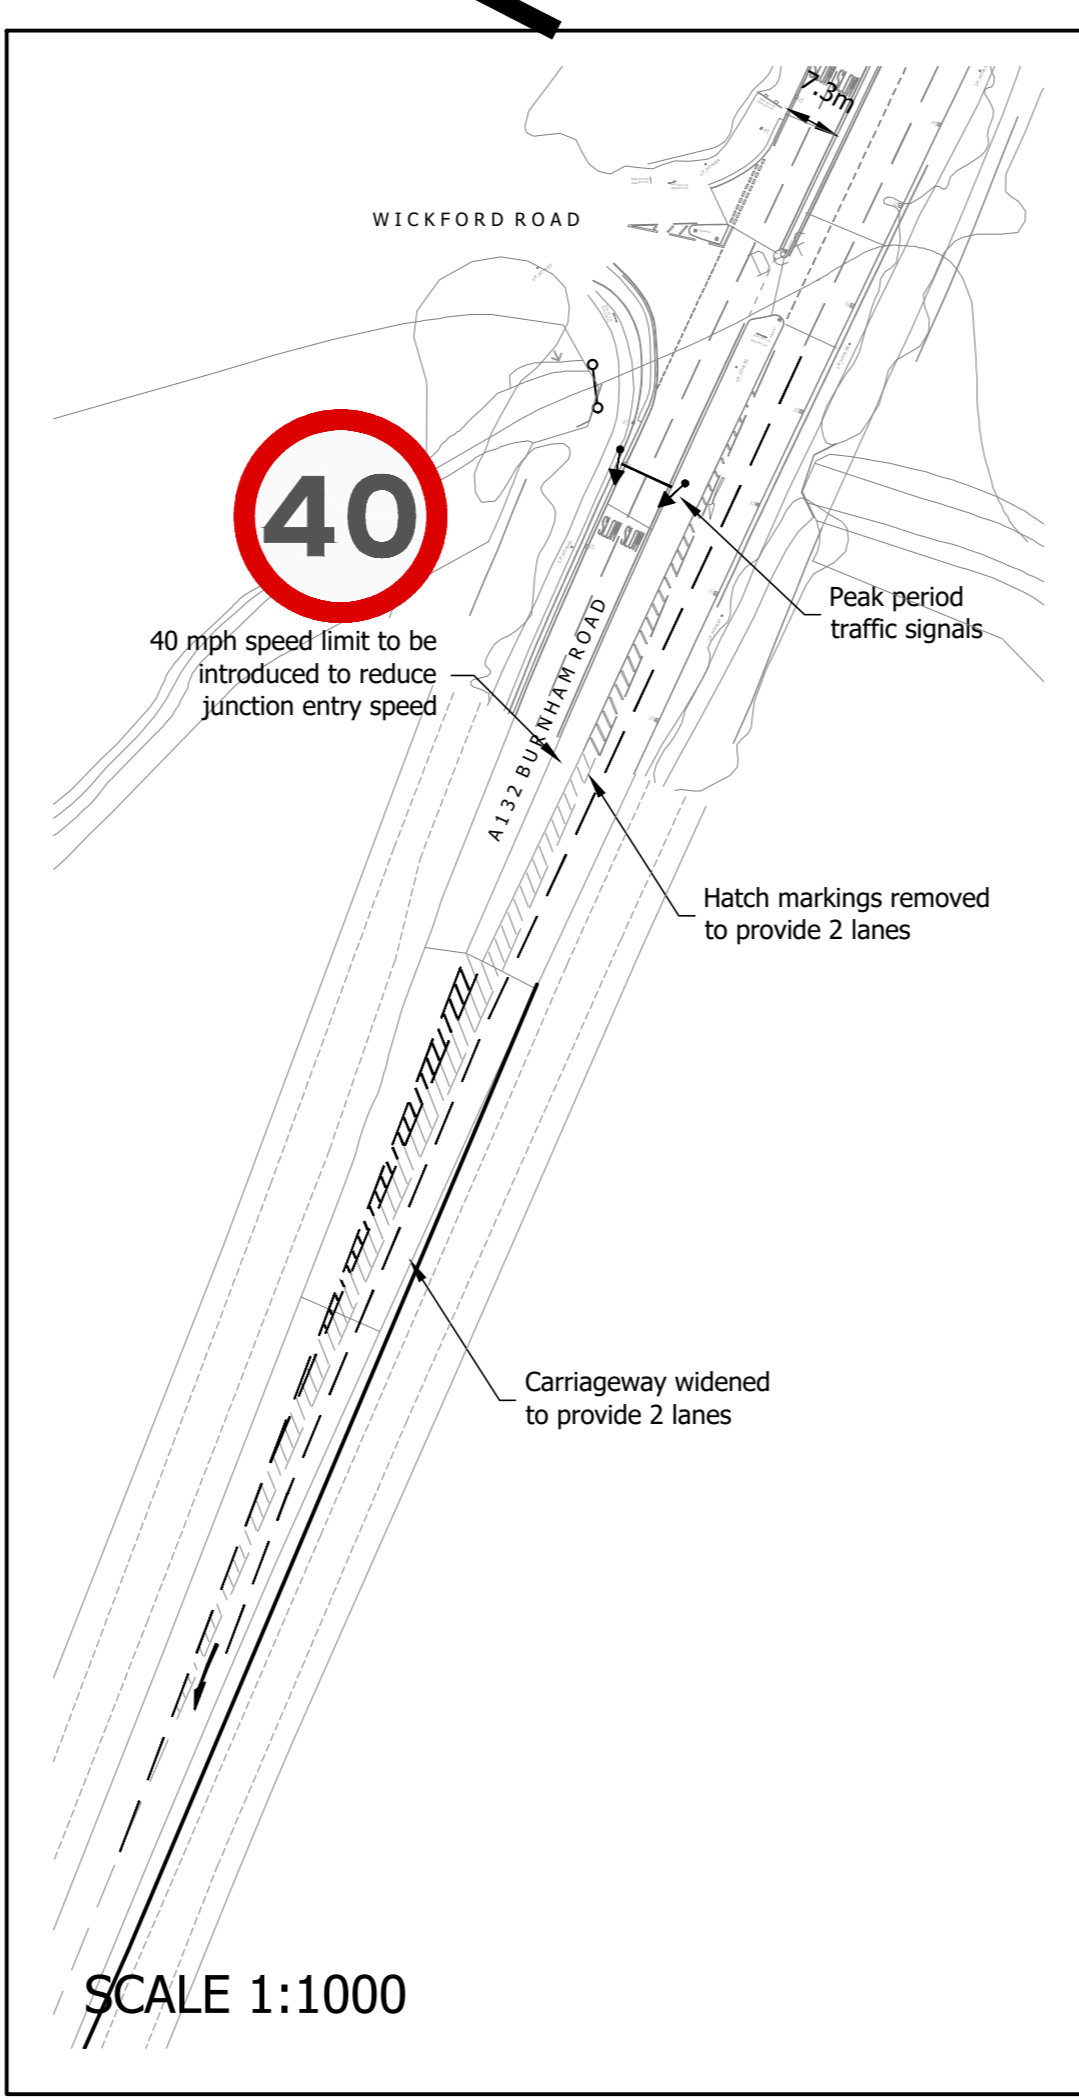 7.3m
WICKFORD ROAD
40
40 mph speed limit to be
introduced to reduce
junction entry speed
SLOW SLOW
Peak period
traffic signals
A132 BURNHAM ROAD
Hatch markings removed
to provide 2 lanes
Carriageway widened
to provide 2 lanes
SCALE 1:1000